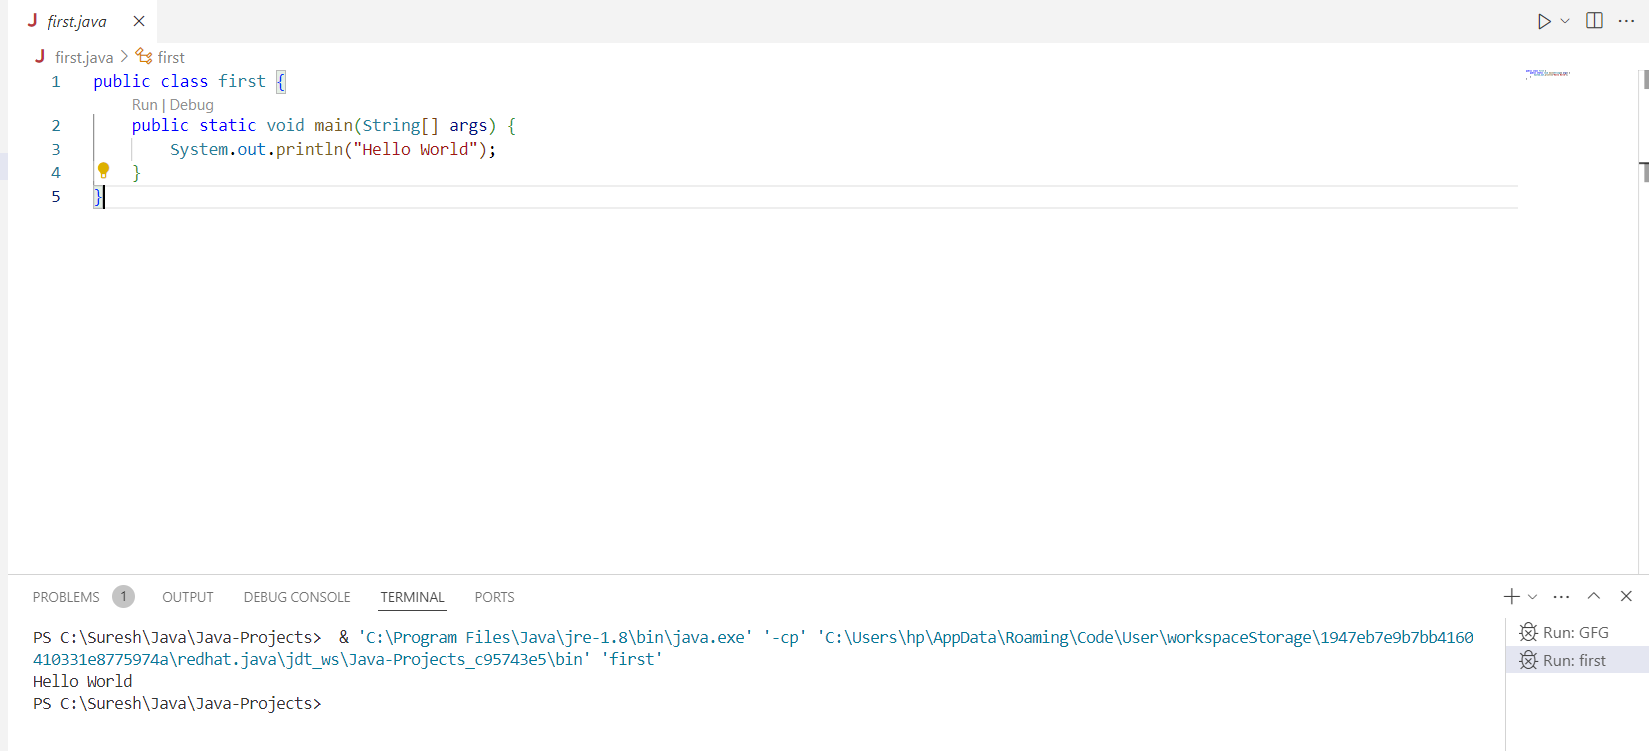 J first.java
J first.java > first
1 public class first {
Run | Debug
2     public static void main(String[] args) {
3         System.out.println("Hello World");
4     }
5 }
PROBLEMS 1 OUTPUT DEBUG CONSOLE TERMINAL PORTS
PS C:\Suresh\Java\Java-Projects>  & 'C:\Program Files\Java\jre-1.8\bin\java.exe' '-cp' 'C:\Users\hp\AppData\Roaming\Code\User\workspaceStorage\1947eb7e9b7bb4160
410331e8775974a\redhat.java\jdt_ws\Java-Projects_c95743e5\bin' 'first'
Hello World
PS C:\Suresh\Java\Java-Projects>
Run: GFG
Run: first